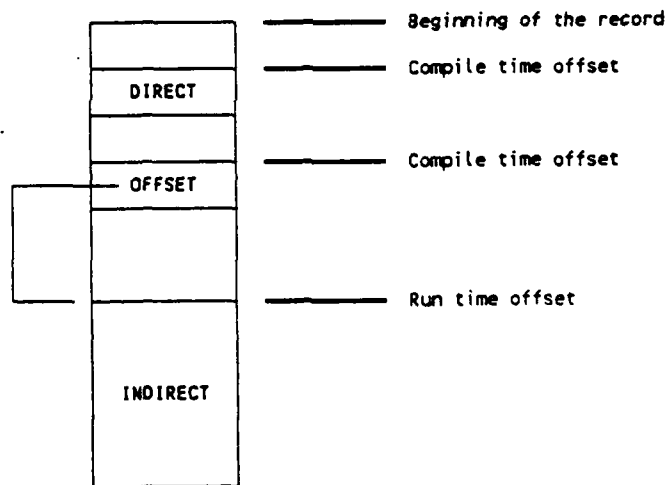 Beginning of the record
Compile time offset
DIRECT
Compile time offset
OFFSET
Run time offset
INDIRECT